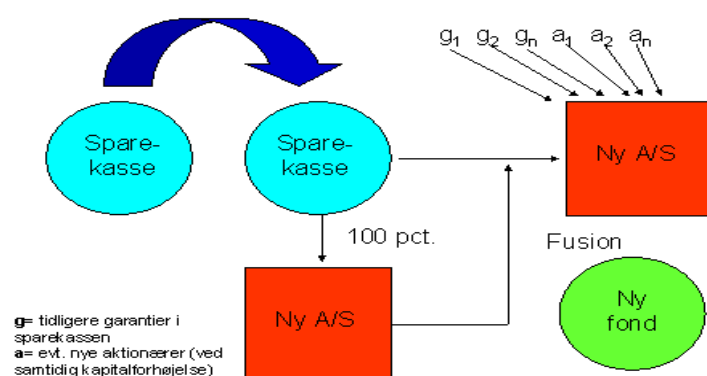 g1 g2 gn a1 a2 an
Spare-
kasse
Spare-
kasse
Ny A/S
100 pct.
Fusion
Ny A/S
Ny
fond
g= tidligere garantier i
sparekassen
a= evt. nye aktionærer (ved
samtidig kapitalforhøjelse)